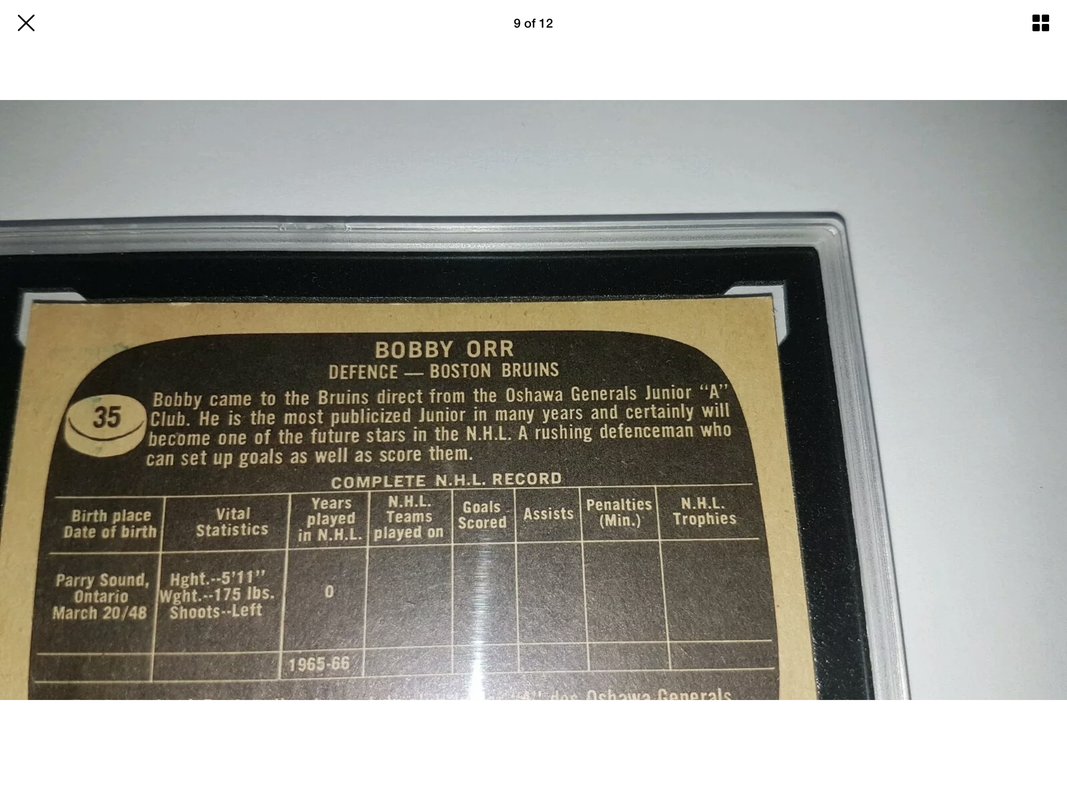 9 of 12
BOBBY ORR
DEFENCE — BOSTON BRUINS
35
Bobby came to the Bruins direct from the Oshawa Generals Junior “A”
Club. He is the most publicized Junior in many years and certainly will
become one of the future stars in the N.H.L. A rushing defenceman who
can set up goals as well as score them.
COMPLETE N.H.L. RECORD
Birth place
Date of birth
Vital
Statistics
Years
played
in N.H.L.
N.H.L.
Teams
played on
Goals
Scored
Assists
Penalties
(Min.)
N.H.L.
Trophies
Parry Sound,
Ontario
March 20/48
Hght.--5'11”
Wght.--175 lbs.
Shoots--Left
0
1965-66
“A” des Oshawa Generals